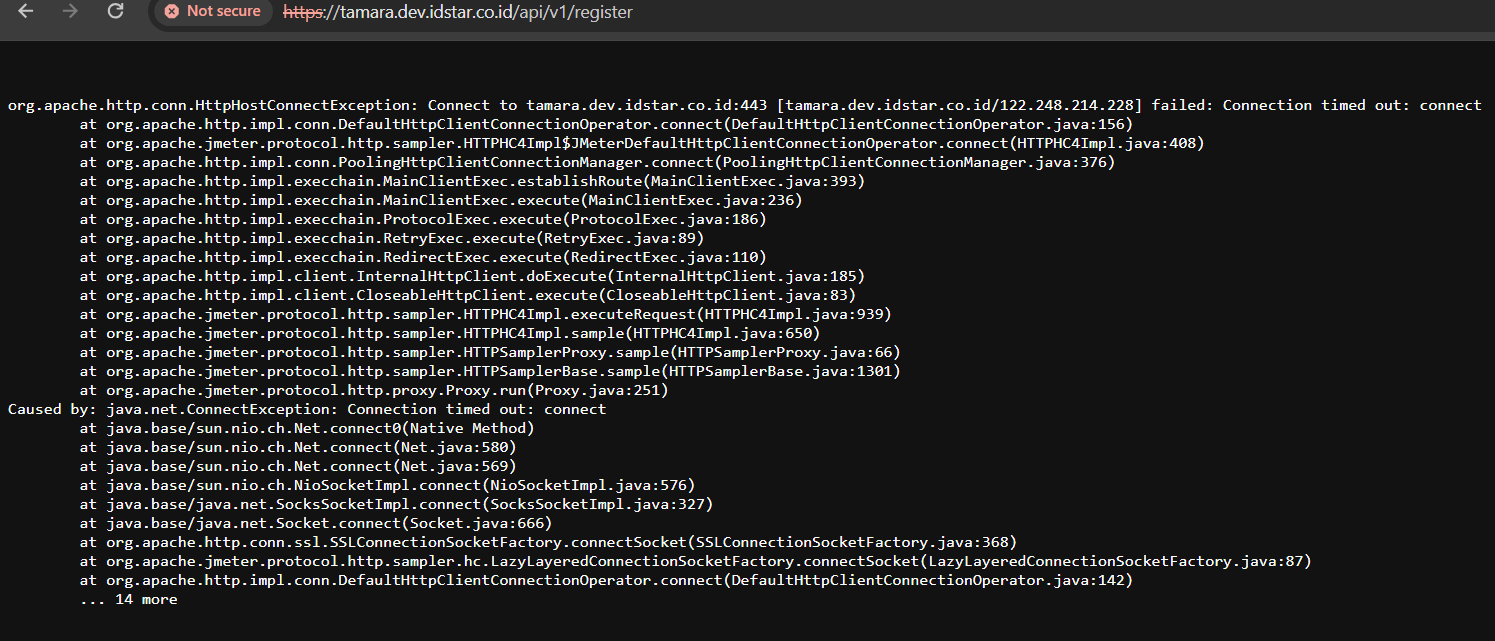 Not secure https://tamara.dev.idstar.co.id/api/v1/register
org.apache.http.conn.HttpHostConnectException: Connect to tamara.dev.idstar.co.id:443 [tamara.dev.idstar.co.id/122.248.214.228] failed: Connection timed out: connect
at org.apache.http.impl.conn.DefaultHttpClientConnectionOperator.connect(DefaultHttpClientConnectionOperator.java:156)
at org.apache.jmeter.protocol.http.sampler.HTTPHC4Impl$JMeterDefaultHttpClientConnectionOperator.connect(HTTPHC4Impl.java:408)
at org.apache.http.impl.conn.PoolingHttpClientConnectionManager.connect(PoolingHttpClientConnectionManager.java:376)
at org.apache.http.impl.execchain.MainClientExec.establishRoute(MainClientExec.java:393)
at org.apache.http.impl.execchain.MainClientExec.execute(MainClientExec.java:236)
at org.apache.http.impl.execchain.ProtocolExec.execute(ProtocolExec.java:186)
at org.apache.http.impl.execchain.RetryExec.execute(RetryExec.java:89)
at org.apache.http.impl.execchain.RedirectExec.execute(RedirectExec.java:110)
at org.apache.http.impl.client.InternalHttpClient.doExecute(InternalHttpClient.java:185)
at org.apache.http.impl.client.CloseableHttpClient.execute(CloseableHttpClient.java:83)
at org.apache.jmeter.protocol.http.sampler.HTTPHC4Impl.executeRequest(HTTPHC4Impl.java:939)
at org.apache.jmeter.protocol.http.sampler.HTTPHC4Impl.sample(HTTPHC4Impl.java:650)
at org.apache.jmeter.protocol.http.sampler.HTTPSamplerProxy.sample(HTTPSamplerProxy.java:66)
at org.apache.jmeter.protocol.http.sampler.HTTPSamplerBase.sample(HTTPSamplerBase.java:1301)
at org.apache.jmeter.protocol.http.proxy.Proxy.run(Proxy.java:251)
Caused by: java.net.ConnectException: Connection timed out: connect
at java.base/sun.nio.ch.Net.connect0(Native Method)
at java.base/sun.nio.ch.Net.connect(Net.java:580)
at java.base/sun.nio.ch.Net.connect(Net.java:569)
at java.base/sun.nio.ch.NioSocketImpl.connect(NioSocketImpl.java:576)
at java.base/java.net.SocksSocketImpl.connect(SocksSocketImpl.java:327)
at java.base/java.net.Socket.connect(Socket.java:666)
at org.apache.http.conn.ssl.SSLConnectionSocketFactory.connectSocket(SSLConnectionSocketFactory.java:368)
at org.apache.jmeter.protocol.http.sampler.hc.LazyLayeredConnectionSocketFactory.connectSocket(LazyLayeredConnectionSocketFactory.java:87)
at org.apache.http.impl.conn.DefaultHttpClientConnectionOperator.connect(DefaultHttpClientConnectionOperator.java:142)
... 14 more